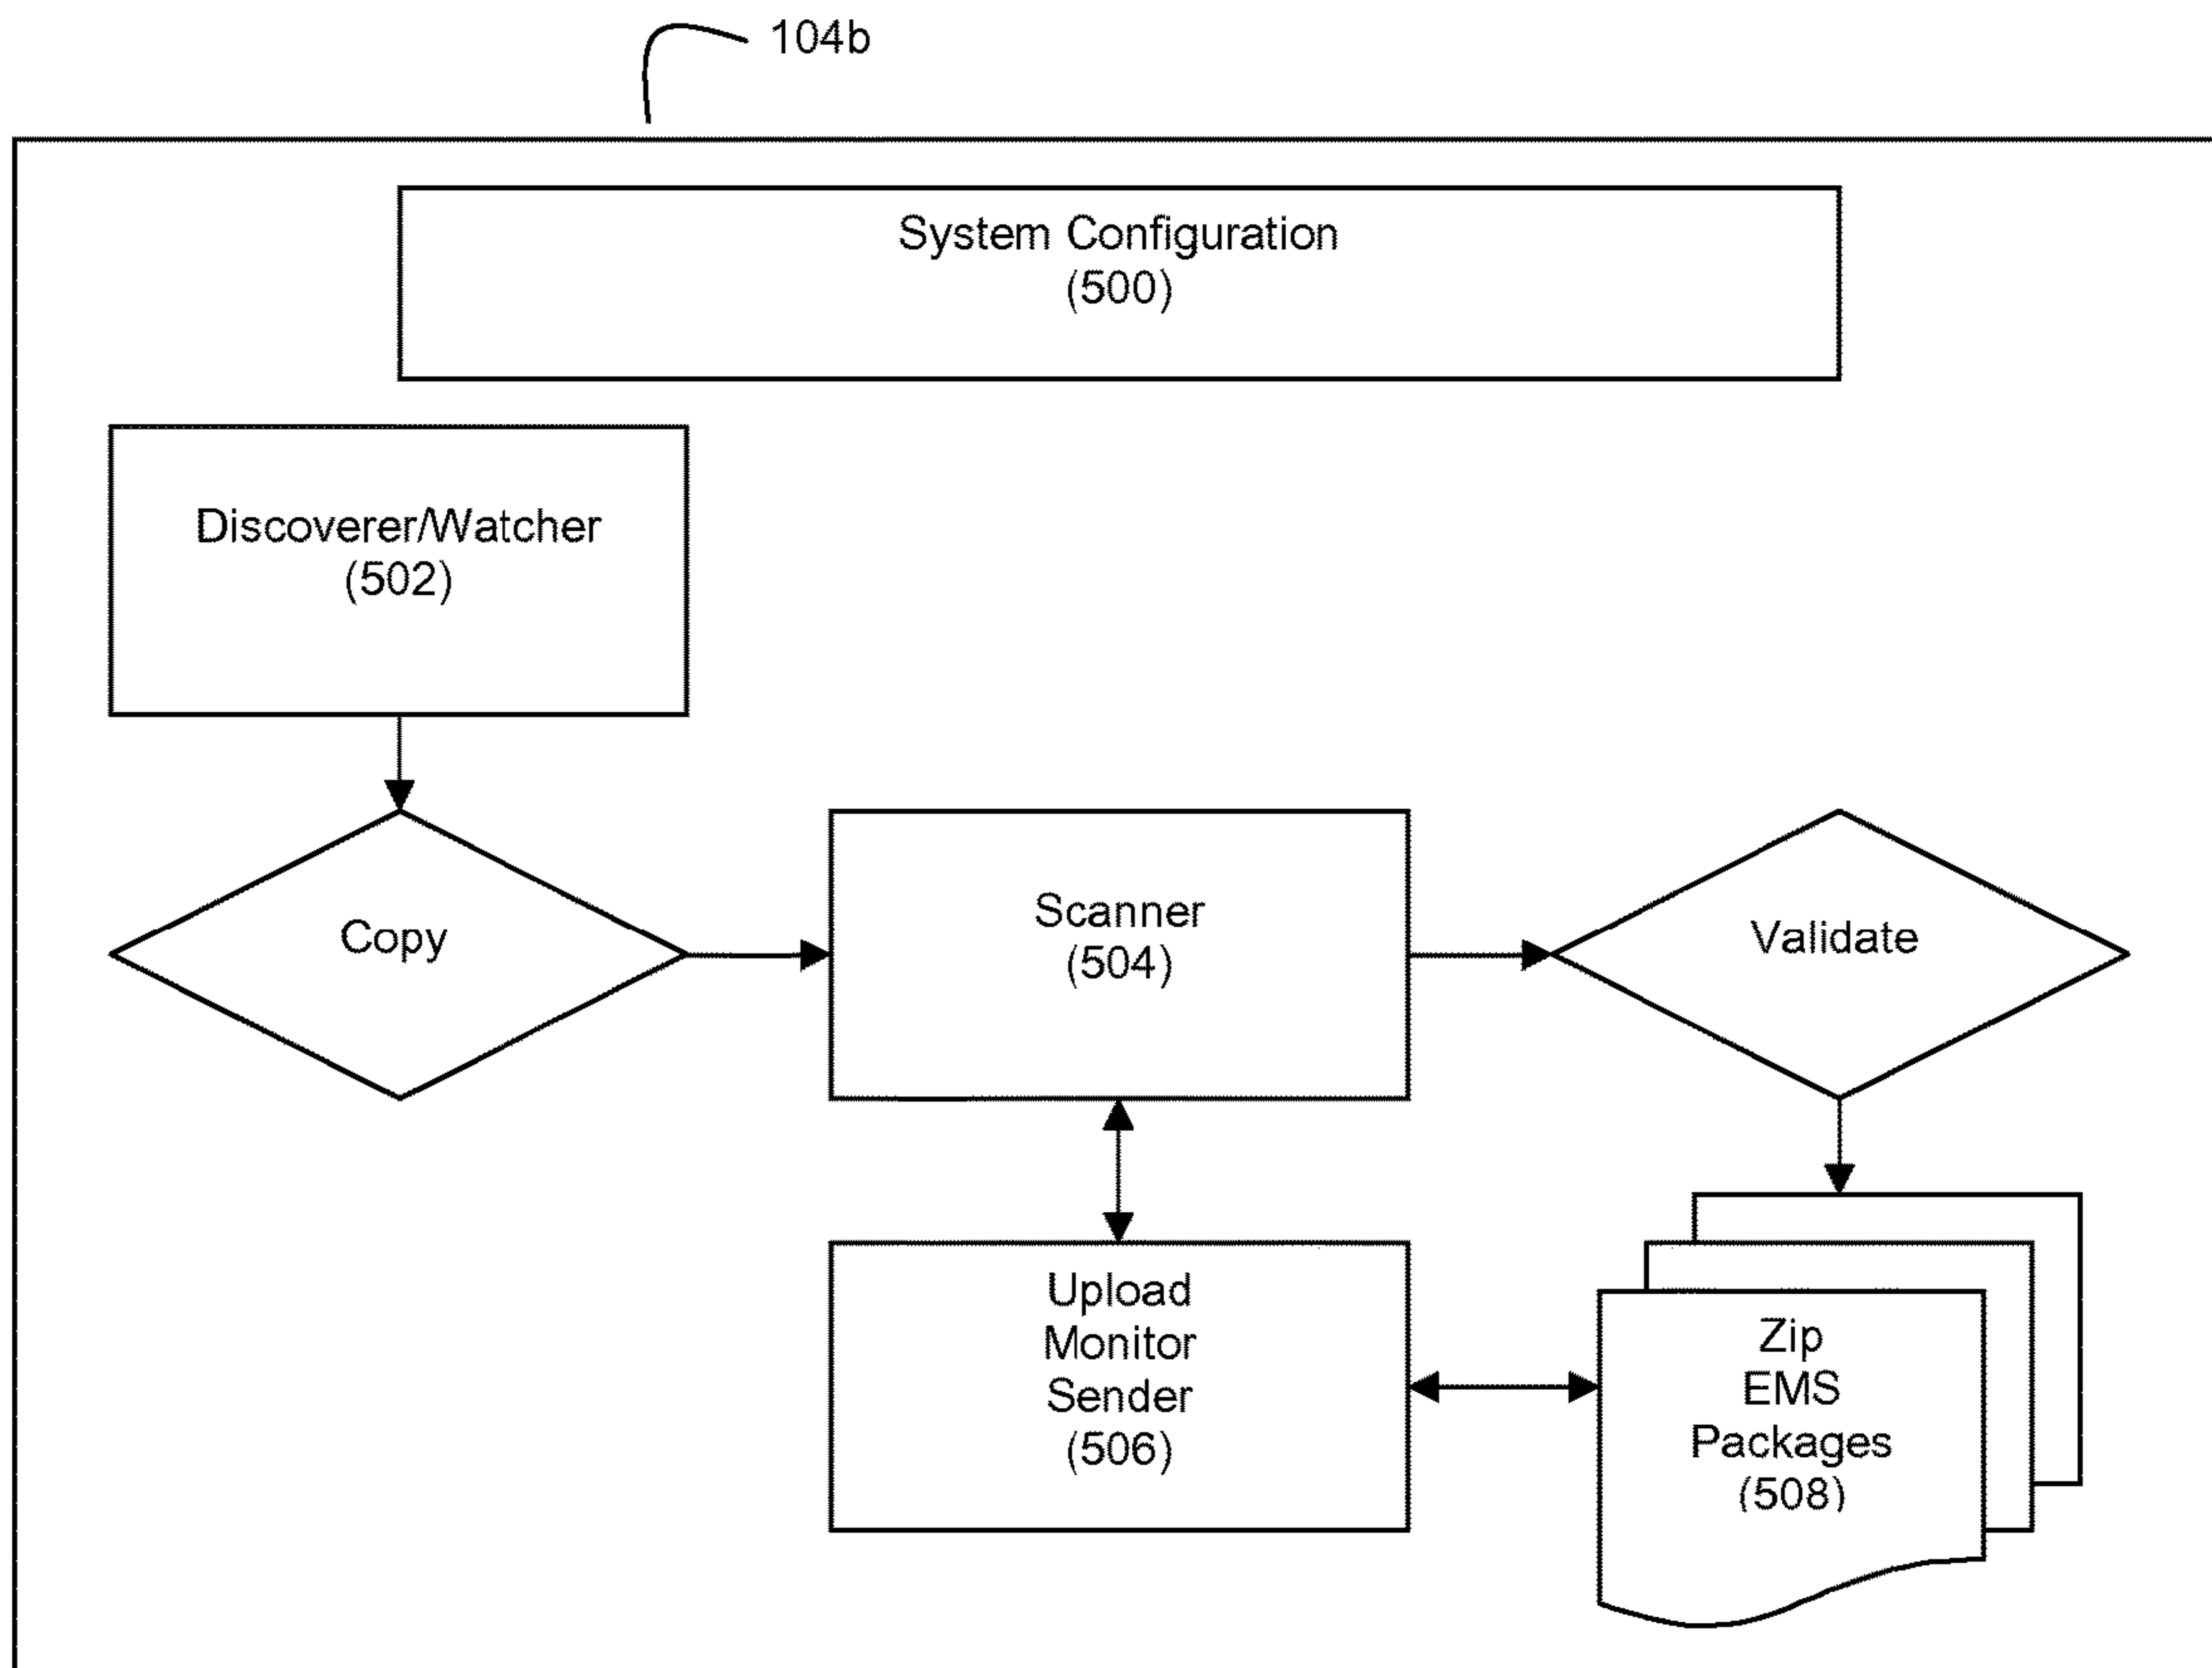 104b
System Configuration
(500)
Discoverer/Watcher
(502)
Copy
Scanner
(504)
Validate
Upload
Monitor
Sender
(506)
Zip
EMS
Packages
(508)